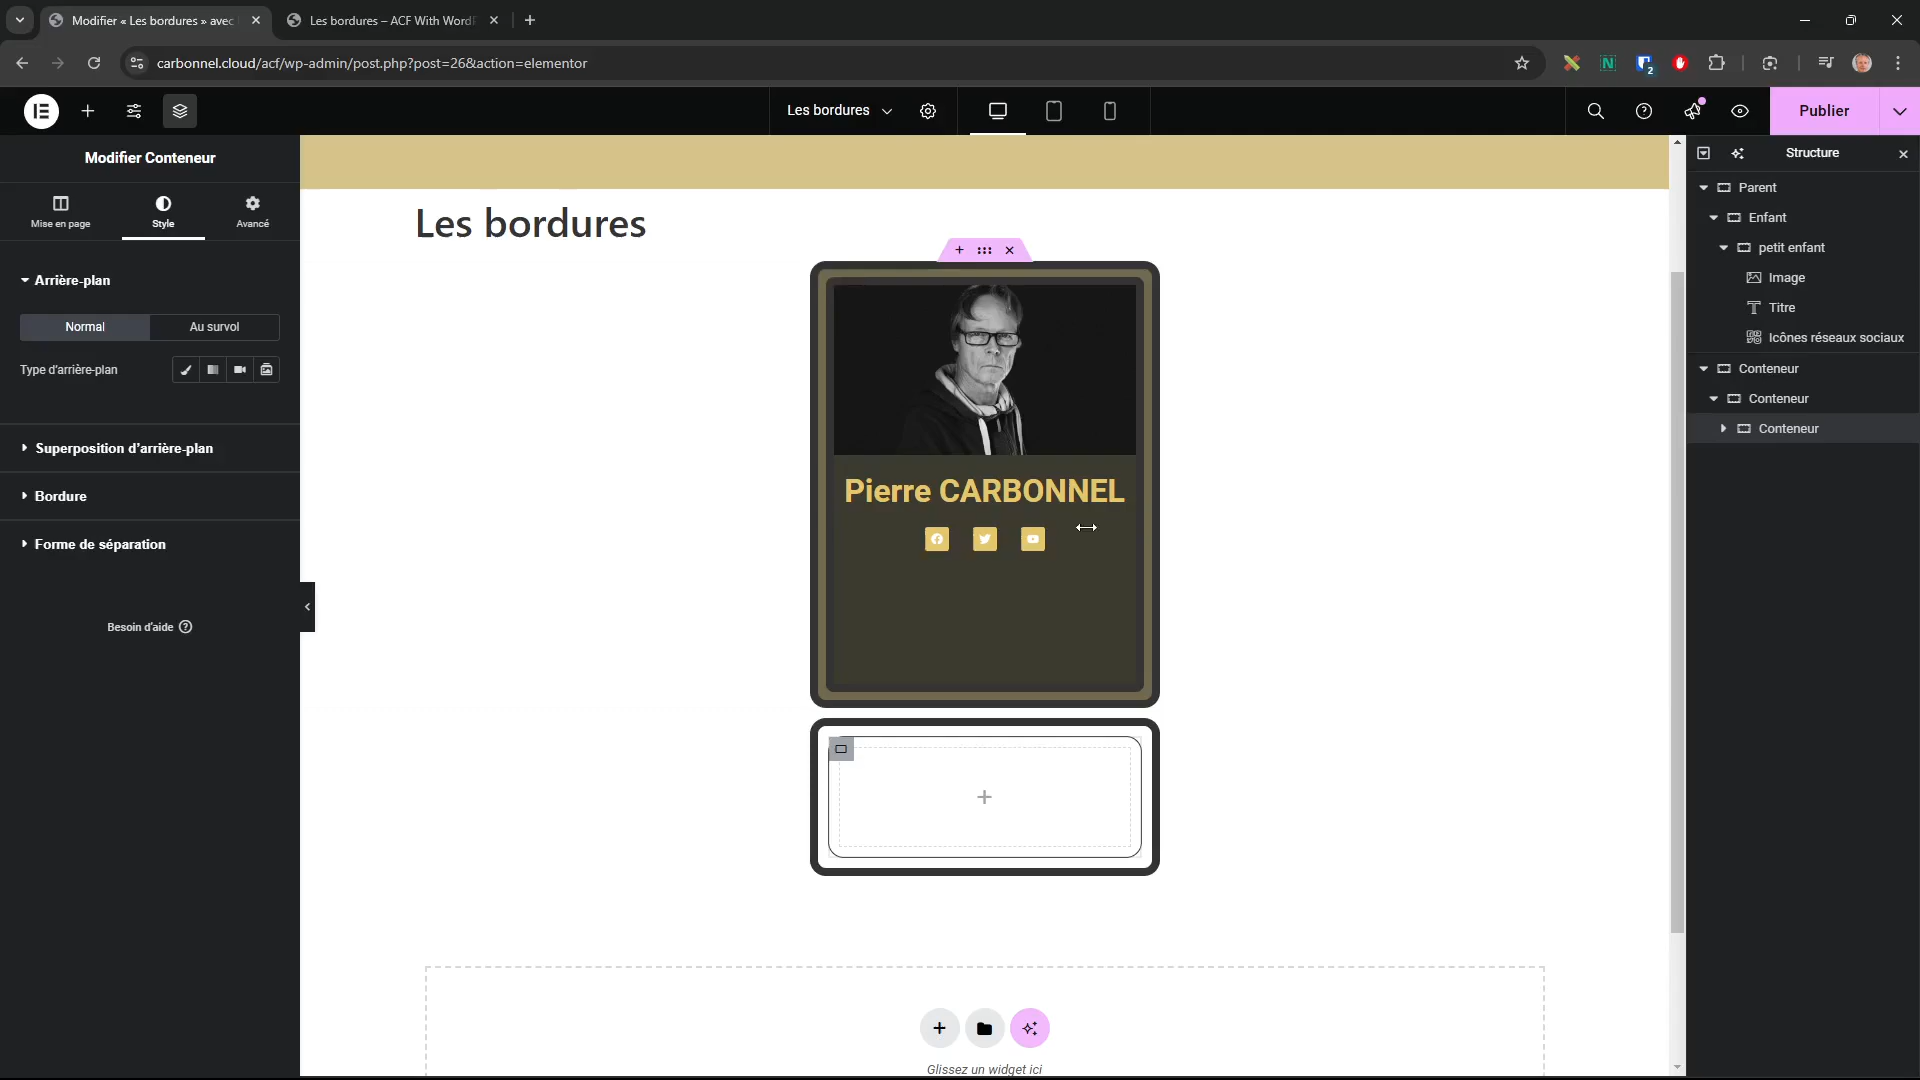 Modifier « Les bordures » avec
Les bordures – ACF With WordP
carbonnel.cloud/acf/wp-admin/post.php?post=26&action=elementor
2
Les bordures
Publier
Modifier Conteneur
Mise en page
Style
Avancé
Arrière-plan
Normal
Au survol
Type d'arrière-plan
Superposition d'arrière-plan
Bordure
Forme de séparation
Besoin d'aide
Les bordures
Pierre CARBONNEL
Glissez un widget ici
Structure
Parent
Enfant
petit enfant
Image
Titre
Icônes réseaux sociaux
Conteneur
Conteneur
Conteneur